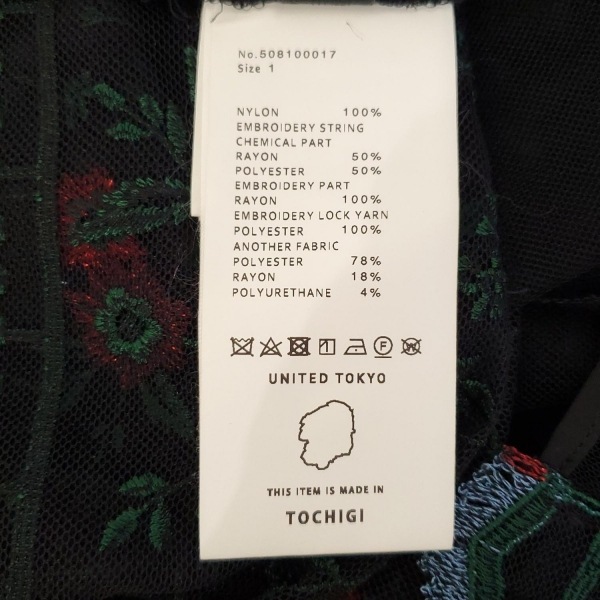 No.508100017
Size 1
NYLON 100%
EMBROIDERY STRING
CHEMICAL PART
RAYON 50%
POLYESTER 50%
EMBROIDERY PART
RAYON 100%
EMBROIDERY LOCK YARN
POLYESTER 100%
ANOTHER FABRIC
POLYESTER 78%
RAYON 18%
POLYURETHANE 4%
F W
UNITED TOKYO
THIS ITEM IS MADE IN
TOCHIGI